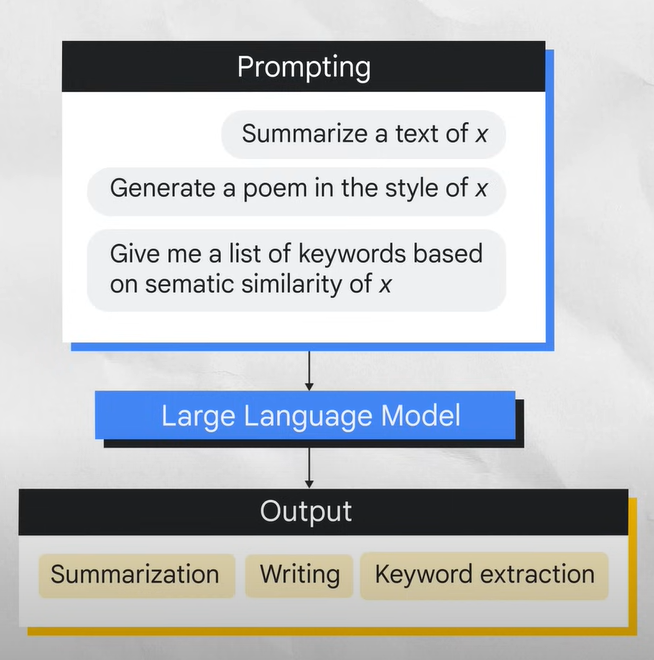 Prompting
Summarize a text of x
Generate a poem in the style of x
Give me a list of keywords based
on sematic similarity of x
Large Language Model
Output
Summarization Writing Keyword extraction